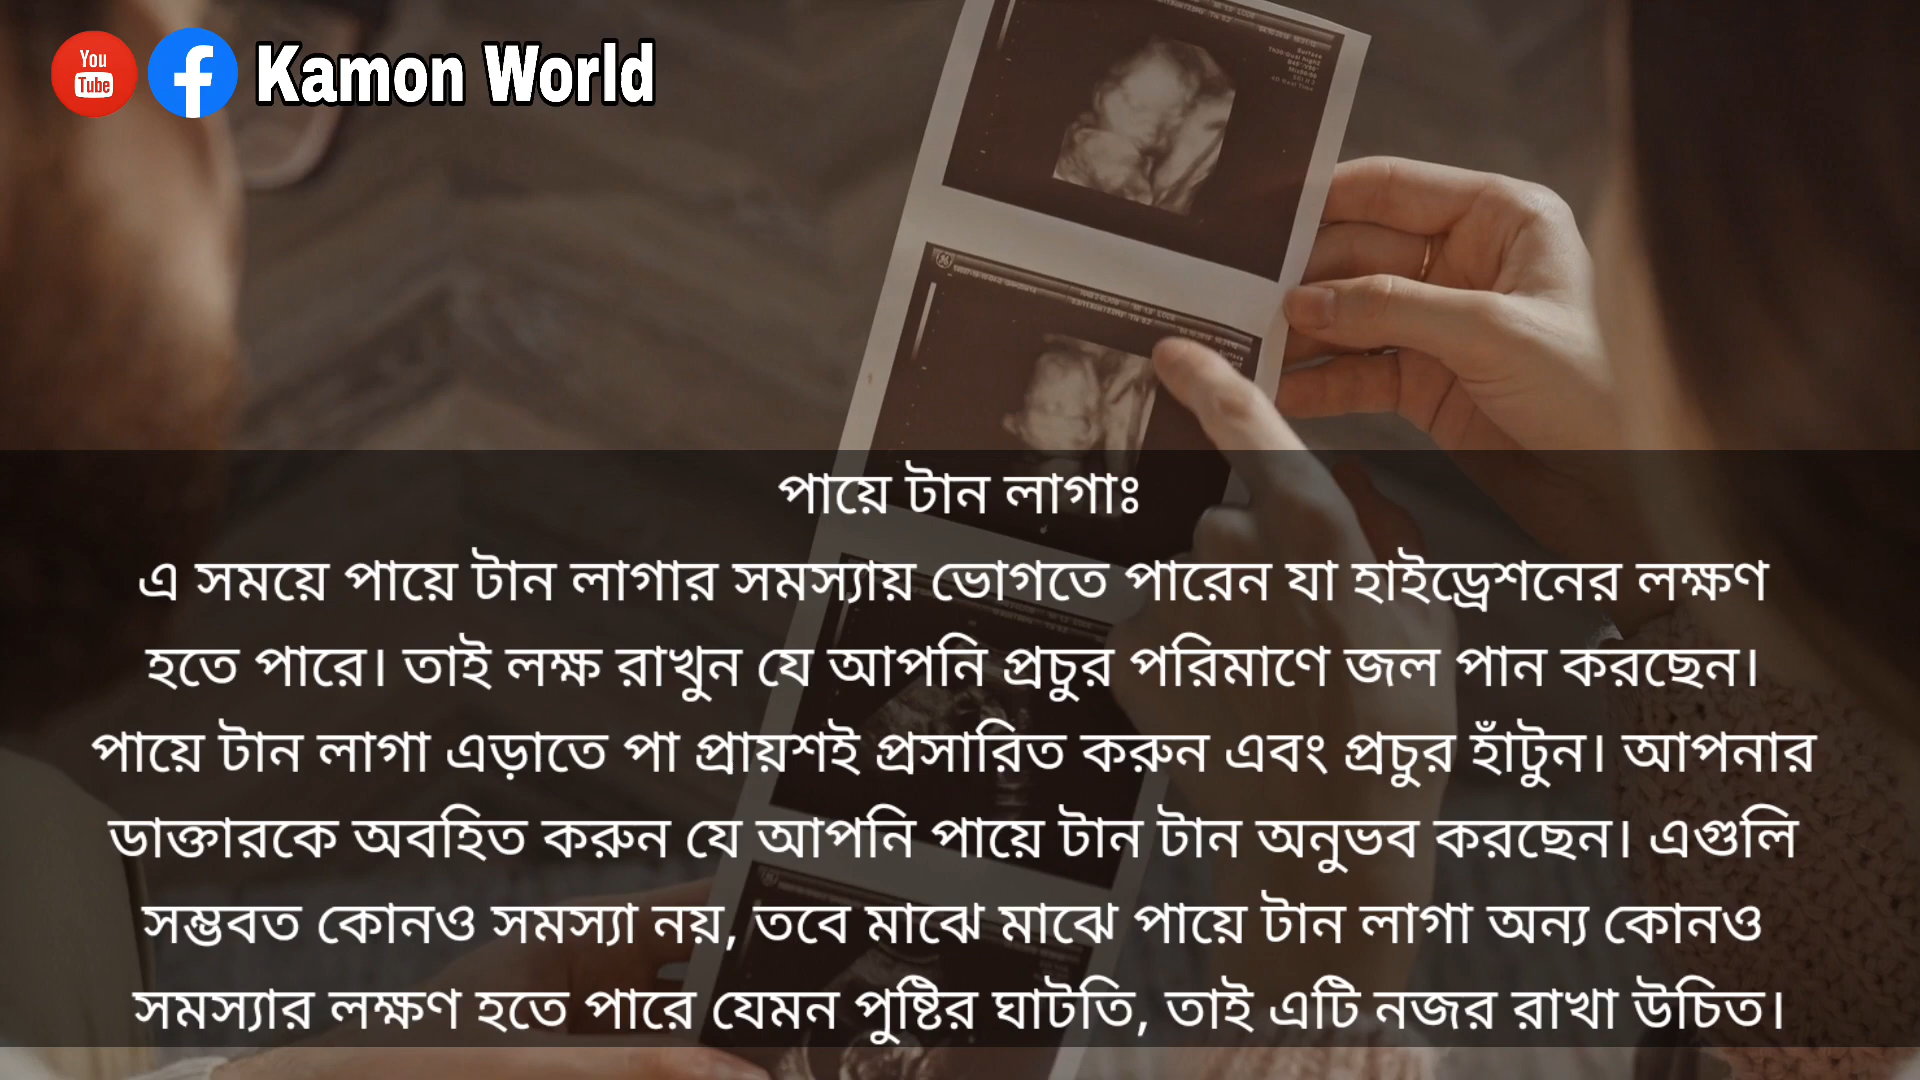 You
Tube
Kamon World
পায়ে টান লাগাঃ
এ সময়ে পায়ে টান লাগার সমস্যায় ভোগতে পারেন যা হাইড্রেশনের লক্ষণ
হতে পারে। তাই লক্ষ রাখুন যে আপনি প্রচুর পরিমাণে জল পান করছেন।
পায়ে টান লাগা এড়াতে পা প্রায়শই প্রসারিত করুন এবং প্রচুর হাঁটুন। আপনার
ডাক্তারকে অবহিত করুন যে আপনি পায়ে টান টান অনুভব করছেন। এগুলি
সম্ভবত কোনও সমস্যা নয়, তবে মাঝে মাঝে পায়ে টান লাগা অন্য কোনও
সমস্যার লক্ষণ হতে পারে যেমন পুষ্টির ঘাটতি, তাই এটি নজর রাখা উচিত।